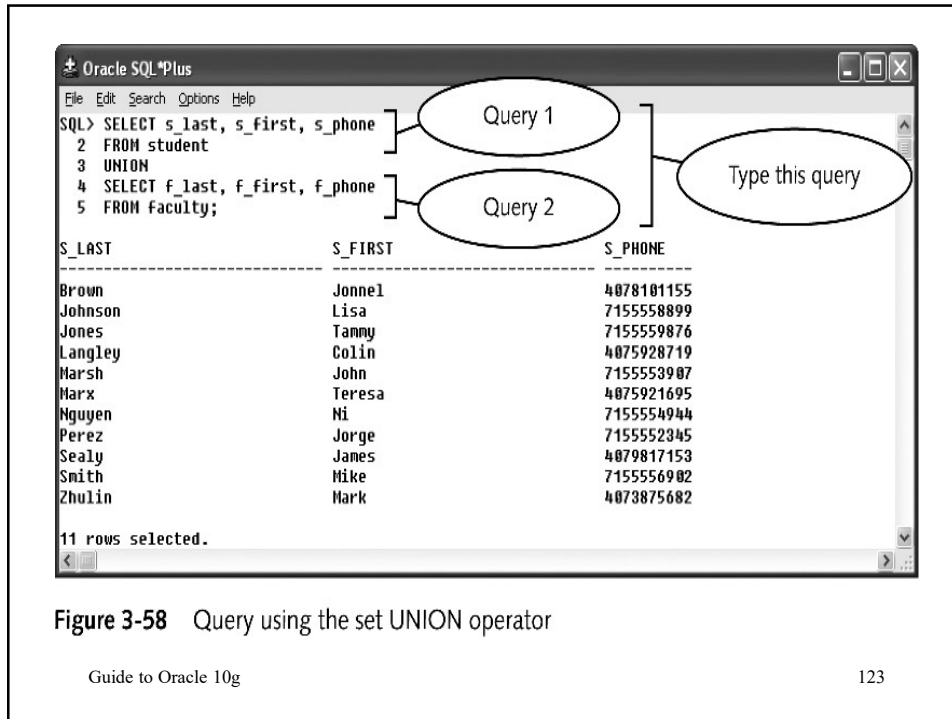 Oracle SQL*Plus
File Edit Search Options Help
SQL> SELECT s_last, s_first, s_phone
2 FROM student
3 UNION
4 SELECT f_last, f_first, f_phone
5 FROM faculty;
Query 1
Query 2
Type this query
S_LAST S_FIRST S_PHONE
------------------------------ ------------------------------ ----------
Brown Jonnel 4078101155
Johnson Lisa 7155558899
Jones Tammy 7155559876
Langley Colin 4075928719
Marsh John 7155553907
Marx Teresa 4075921695
Nguyen Ni 7155554944
Perez Jorge 7155552345
Sealy James 4079817153
Smith Mike 7155556902
Zhulin Mark 4073875682
11 rows selected.
Figure 3-58 Query using the set UNION operator
Guide to Oracle 10g 123